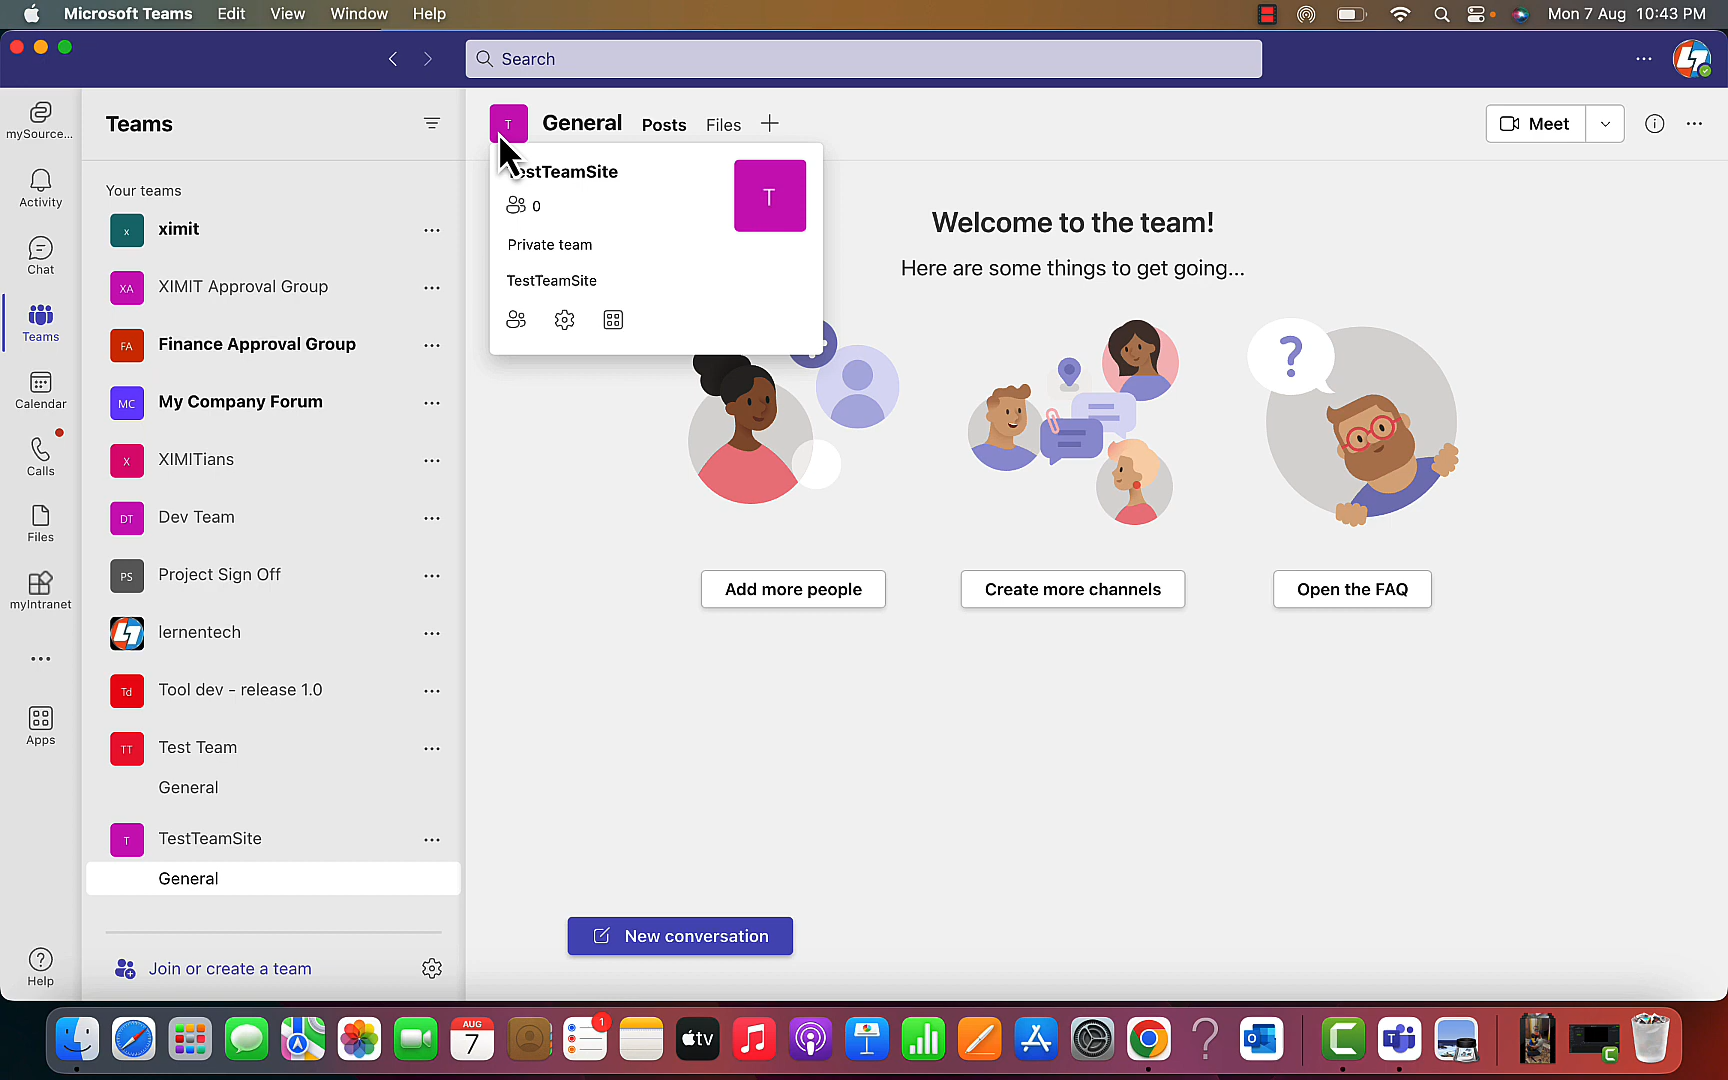 Microsoft Teams Edit View Window Help
Mon 7 Aug 10:43 PM
Search
mySource...
Activity
Chat
Teams
Calendar
Calls
Files
myIntranet
Apps
Help
Teams
Your teams
x ximit
XA XIMIT Approval Group
FA Finance Approval Group
MC My Company Forum
X XIMITians
DT Dev Team
PS Project Sign Off
lernentech
Td Tool dev - release 1.0
TT Test Team
General
T TestTeamSite
General
Join or create a team
T General Posts Files
Meet
estTeamSite
T
0
Private team
TestTeamSite
Welcome to the team!
Here are some things to get going...
?
Add more people
Create more channels
Open the FAQ
New conversation
AUG
7
1
tv
?